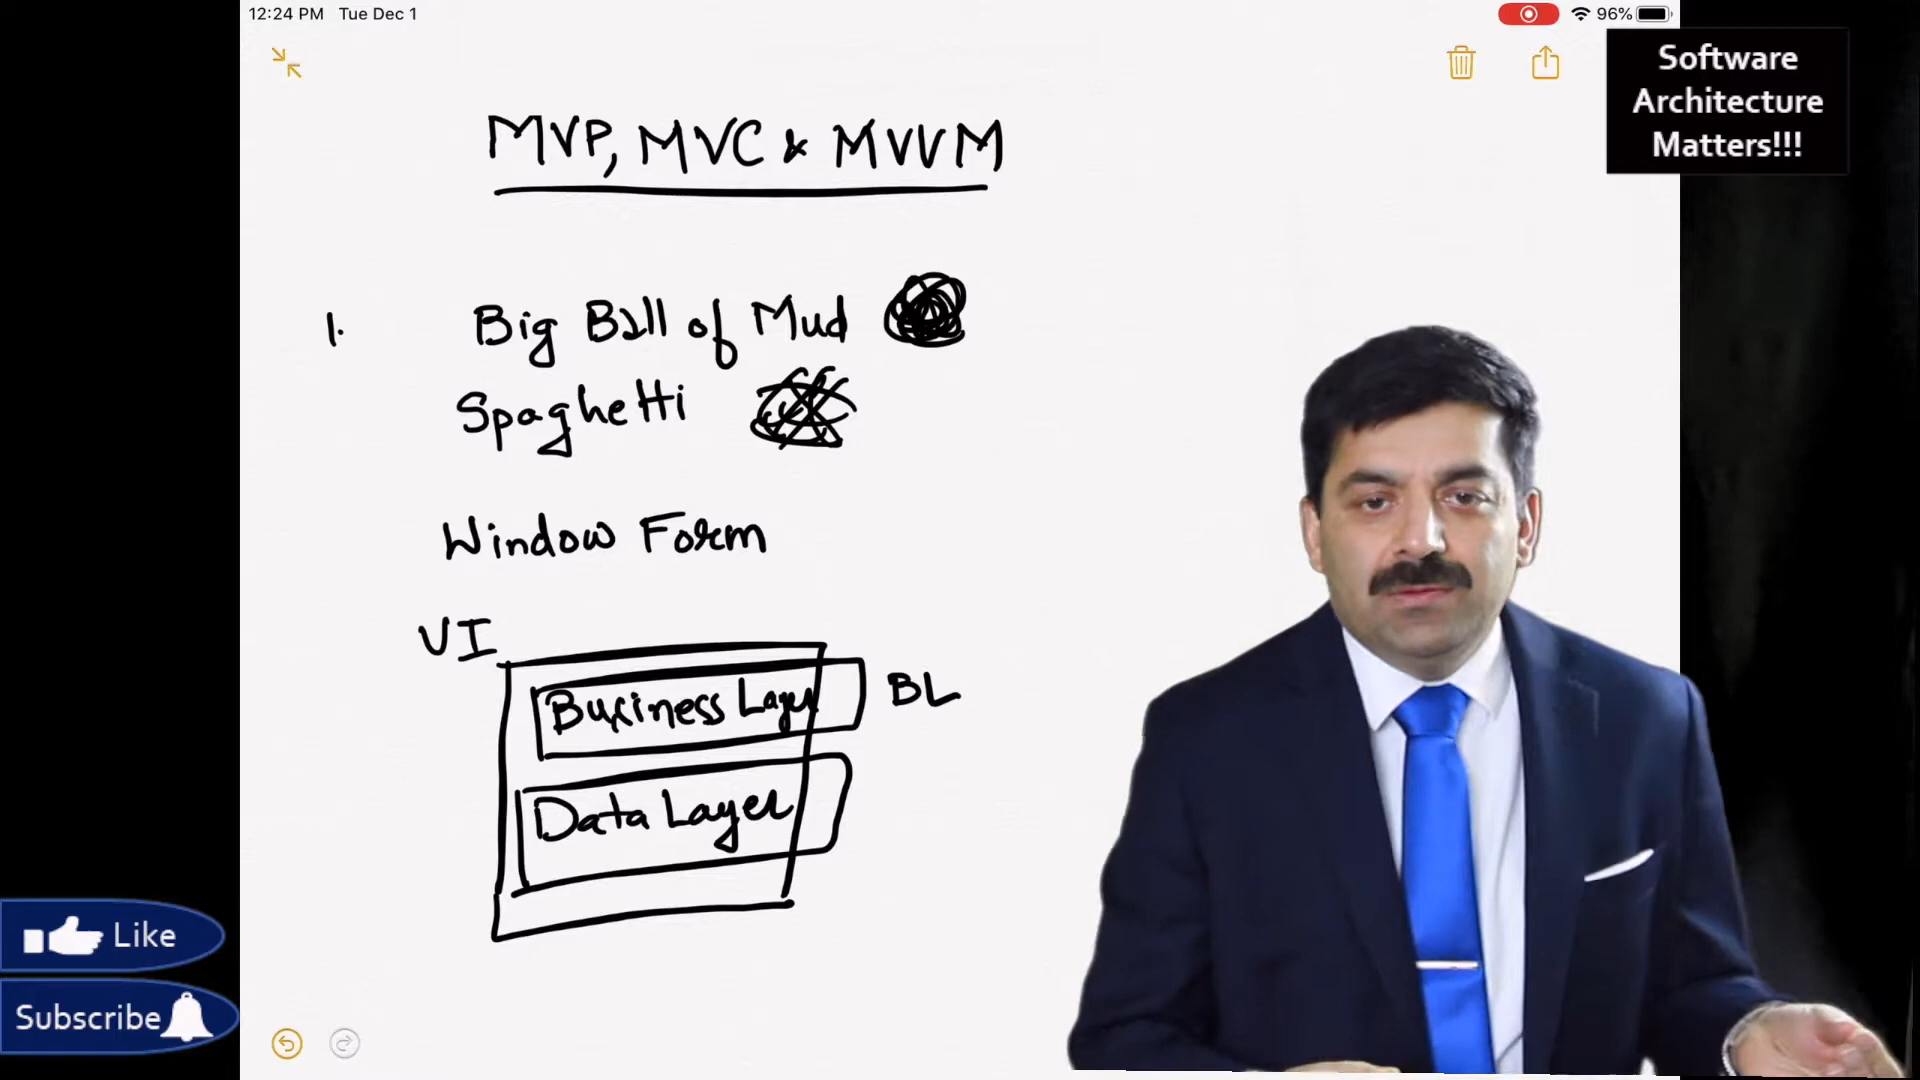 12:24 PM Tue Dec 1
96%
Software
Architecture
Matters!!!
MVP, MVC & MVVM
1. Big Ball of Mud
Spaghetti
Window Form
UI
Business Layer
BL
Data Layer
Like
Subscribe